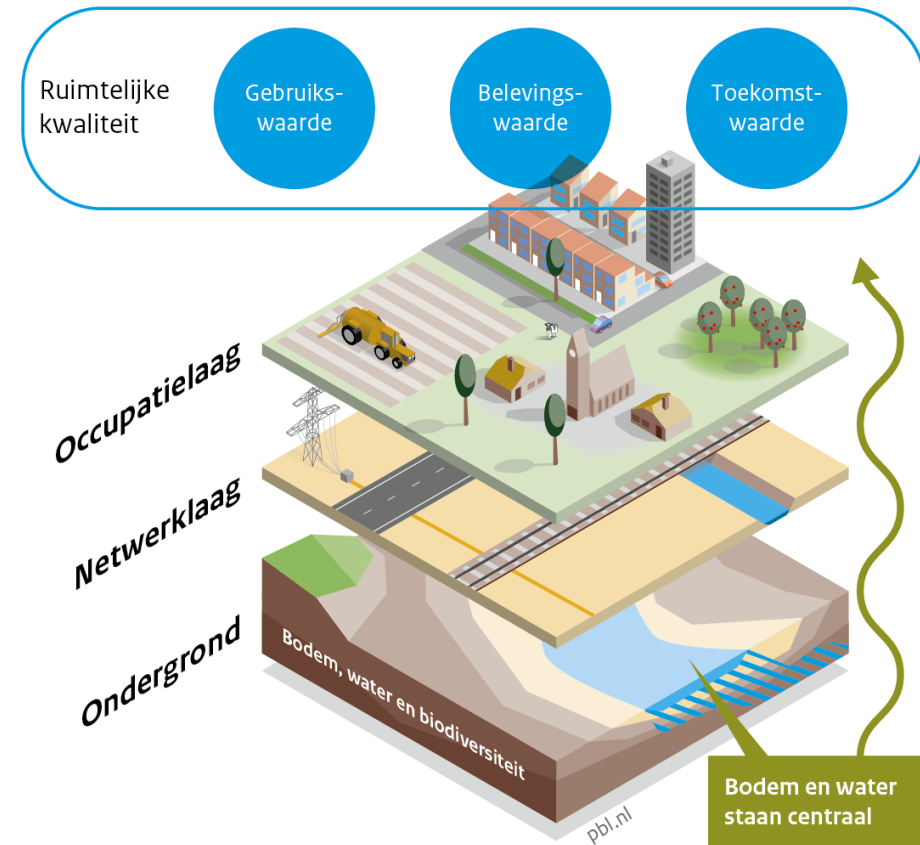 Ruimtelijke
kwaliteit
Gebruiks-
waarde
Belevings-
waarde
Toekomst-
waarde
Occupatielaag
Netwerklaag
Ondergrond
Bodem, water en biodiversiteit
Bodem en water
staan centraal
pbl.nl